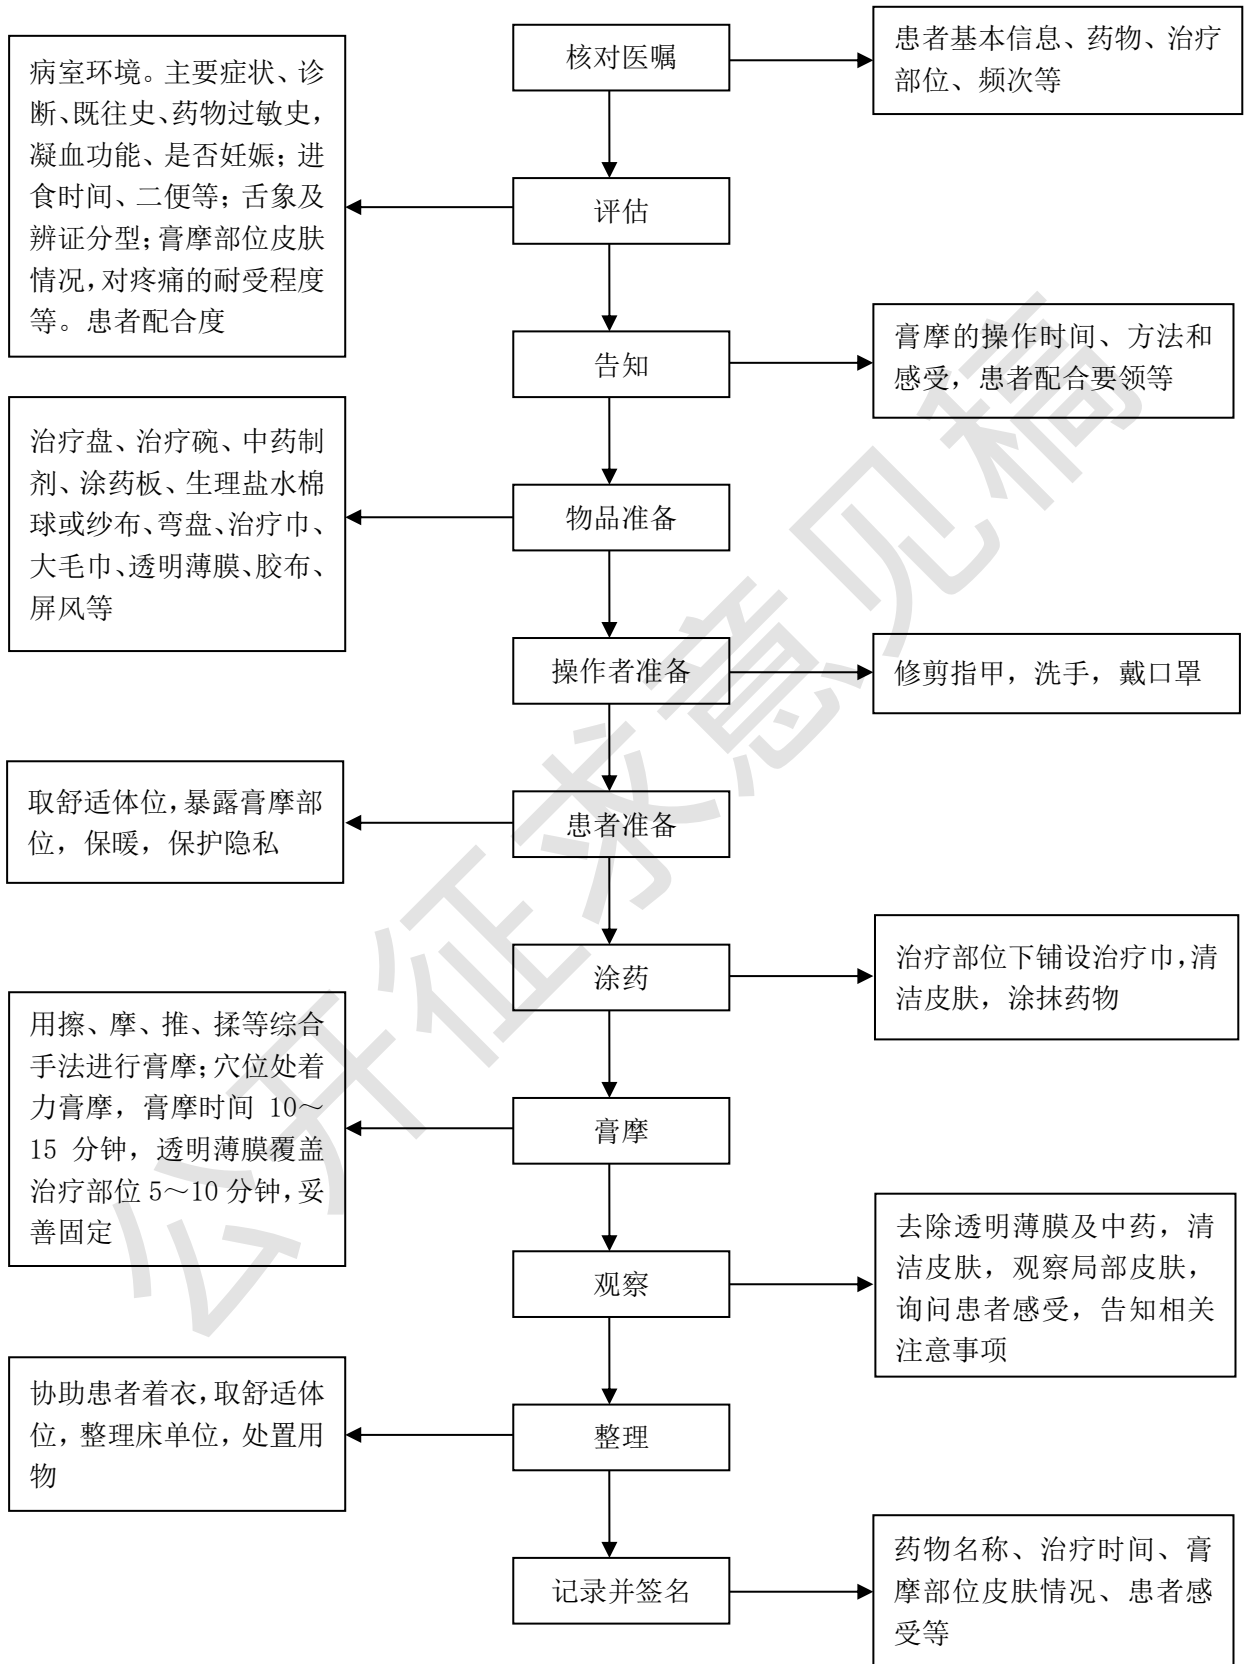 核对医嘱
患者基本信息、药物、治疗
部位、频次等
病室环境。主要症状、诊
断、既往史、药物过敏史，
凝血功能、是否妊娠；进
食时间、二便等；舌象及
辨证分型；膏摩部位皮肤
情况，对疼痛的耐受程度
等。患者配合度
评估
告知
膏摩的操作时间、方法和
感受，患者配合要领等
治疗盘、治疗碗、中药制
剂、涂药板、生理盐水棉
球或纱布、弯盘、治疗巾、
大毛巾、透明薄膜、胶布、
屏风等
物品准备
操作者准备
修剪指甲，洗手，戴口罩
取舒适体位，暴露膏摩部
位，保暖，保护隐私
患者准备
涂药
治疗部位下铺设治疗巾，清
洁皮肤，涂抹药物
用擦、摩、推、揉等综合
手法进行膏摩；穴位处着
力膏摩，膏摩时间 10～
15 分钟，透明薄膜覆盖
治疗部位 5～10 分钟，妥
善固定
膏摩
观察
去除透明薄膜及中药，清
洁皮肤，观察局部皮肤，
询问患者感受，告知相关
注意事项
协助患者着衣，取舒适体
位，整理床单位，处置用
物
整理
记录并签名
药物名称、治疗时间、膏
摩部位皮肤情况、患者感
受等
公开征求意见稿